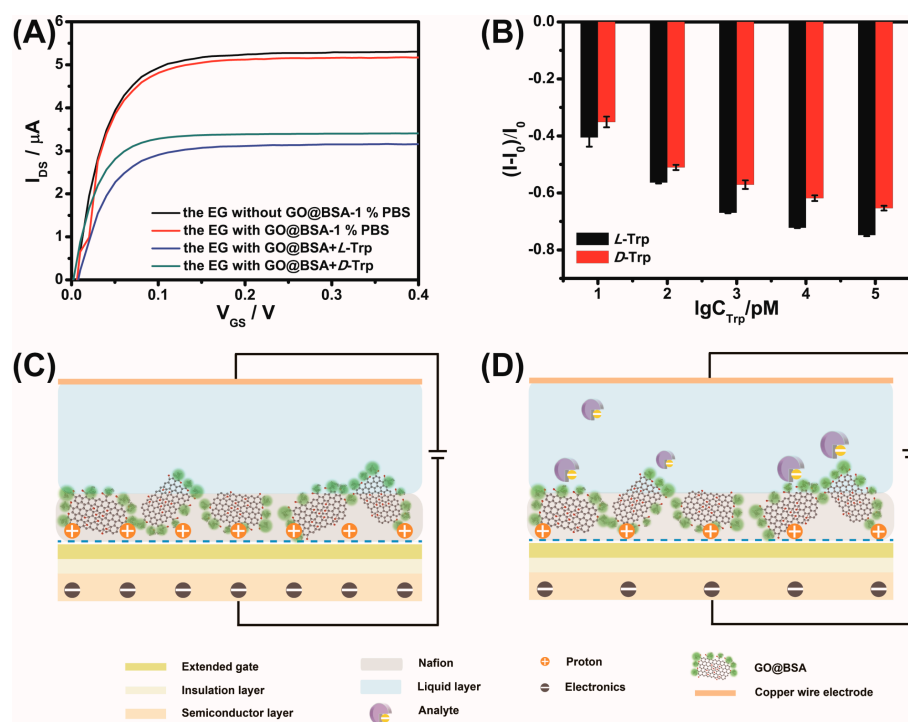 (A)
6
5
4
3
2
1
0
I_DS / μA
the EG without GO@BSA-1 % PBS
the EG with GO@BSA-1 % PBS
the EG with GO@BSA+L-Trp
the EG with GO@BSA+D-Trp
0.0 0.1 0.2 0.3 0.4
V_GS / V
(B)
0.0
-0.2
-0.4
-0.6
-0.8
(I-I_0)/I_0
L-Trp
D-Trp
1 2 3 4 5
lgC_Trp/pM
(C)
(D)
Extended gate
Insulation layer
Semiconductor layer
Nafion
Liquid layer
Analyte
Proton
Electronics
GO@BSA
Copper wire electrode